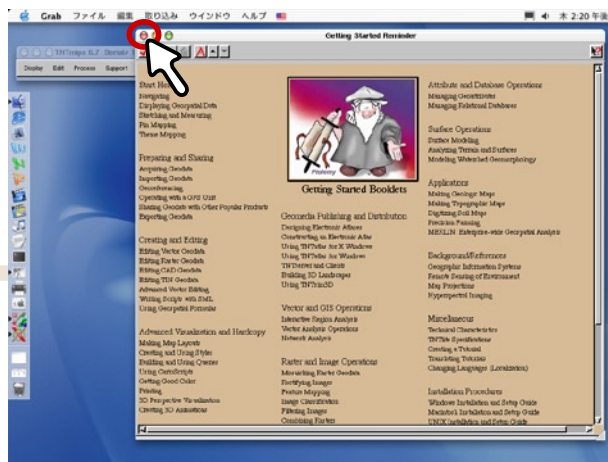 Grab ファイル 編集 取り込み ウインドウ ヘルプ
木 2:20 午後
TNTmips 6.7
Display Edit Process Support
Getting Started Reminder
Start Here
Navigating
Displaying Geospatial Data
Sketching and Measuring
Pin Mapping
Theme Mapping
Preparing and Sharing
Acquiring Geodata
Importing Geodata
Georeferencing
Operating with a GPS Unit
Sharing Geodata with Other Popular Products
Exporting Geodata
Creating and Editing
Editing Vector Geodata
Editing Raster Geodata
Editing CAD Geodata
Editing TIN Geodata
Advanced Vector Editing
Writing Scripts with SML
Using Geospatial Formulas
Advanced Visualization and Hardcopy
Making Map Layouts
Creating and Using Styles
Building and Using Queries
Using CartoScripts
Getting Good Color
Printing
3D Perspective Visualization
Creating 3D Animations
Ptolemy
Getting Started Booklets
Geomedia Publishing and Distribution
Designing Electronic Atlases
Constructing an Electronic Atlas
Using TNTatlas for X Windows
Using TNTatlas for Windows
TNTserver and Clients
Building 3D Landscapes
Using TNTsim3D
Vector and GIS Operations
Interactive Region Analysis
Vector Analysis Operations
Network Analysis
Raster and Image Operations
Mosaicking Raster Geodata
Rectifying Images
Feature Mapping
Image Classification
Filtering Images
Combining Rasters
Attribute and Database Operations
Managing Geoattributes
Managing Relational Databases
Surface Operations
Surface Modeling
Analyzing Terrain and Surfaces
Modeling Watershed Geomorphology
Applications
Making Geologic Maps
Making Topographic Maps
Digitizing Soil Maps
Precision Farming
MERLIN: Enterprise-wide Geospatial Analysis
Background/References
Geographic Information Systems
Remote Sensing of Environment
Map Projections
Hyperspectral Imaging
Miscellaneous
Technical Characteristics
TNTlite Specifications
Creating a Tutorial
Translating Tutorials
Changing Languages (Localization)
Installation Procedures
Windows Installation and Setup Guide
Macintosh Installation and Setup Guide
UNIX Installation and Setup Guide